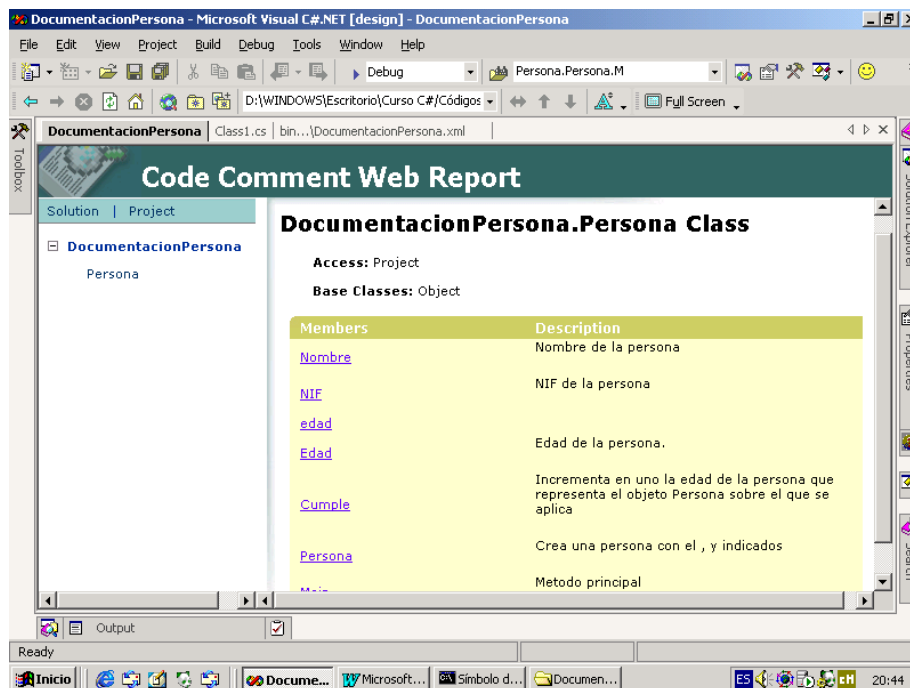 DocumentacionPersona - Microsoft Visual C#.NET [design] - DocumentacionPersona
File Edit View Project Build Debug Tools Window Help
Debug Persona.Persona.M
D:\WINDOWS\Escritorio\Curso C#/Códigos Full Screen
DocumentacionPersona Class1.cs bin...\DocumentacionPersona.xml
Toolbox
Code Comment Web Report
Solution | Project
DocumentacionPersona
Persona
DocumentacionPersona.Persona Class
Access: Project
Base Classes: Object
Members Description
Nombre Nombre de la persona
NIF NIF de la persona
edad
Edad Edad de la persona.
Cumple Incrementa en uno la edad de la persona que
representa el objeto Persona sobre el que se
aplica
Persona Crea una persona con el , y indicados
Main Metodo principal
Solution Explorer
Properties
Search
Output
Ready
Inicio Docume... Microsoft... Símbolo d... Documen... ES 20:44